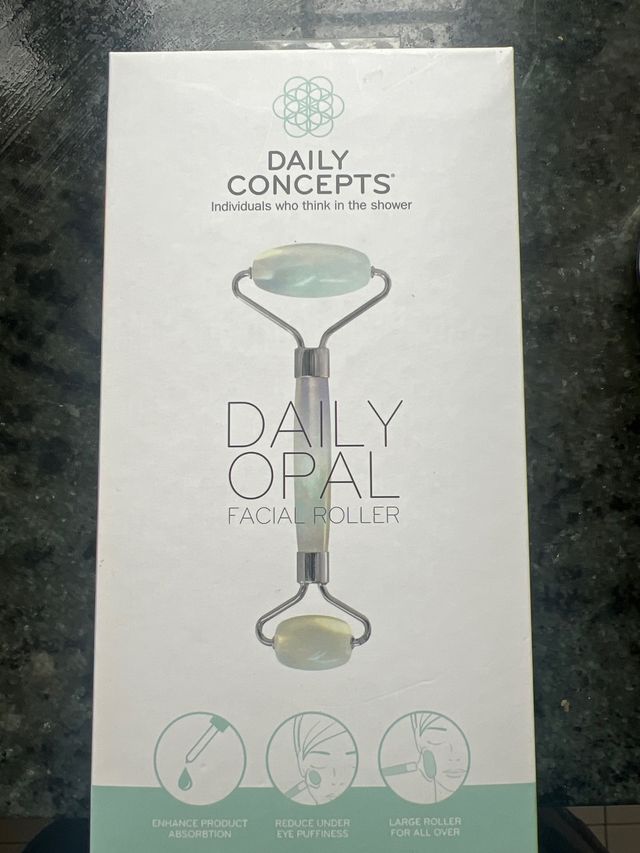 DAILY
CONCEPTS®
Individuals who think in the shower
DAILY
OPAL
FACIAL ROLLER
ENHANCE PRODUCT
ABSORBTION
REDUCE UNDER
EYE PUFFINESS
LARGE ROLLER
FOR ALL OVER